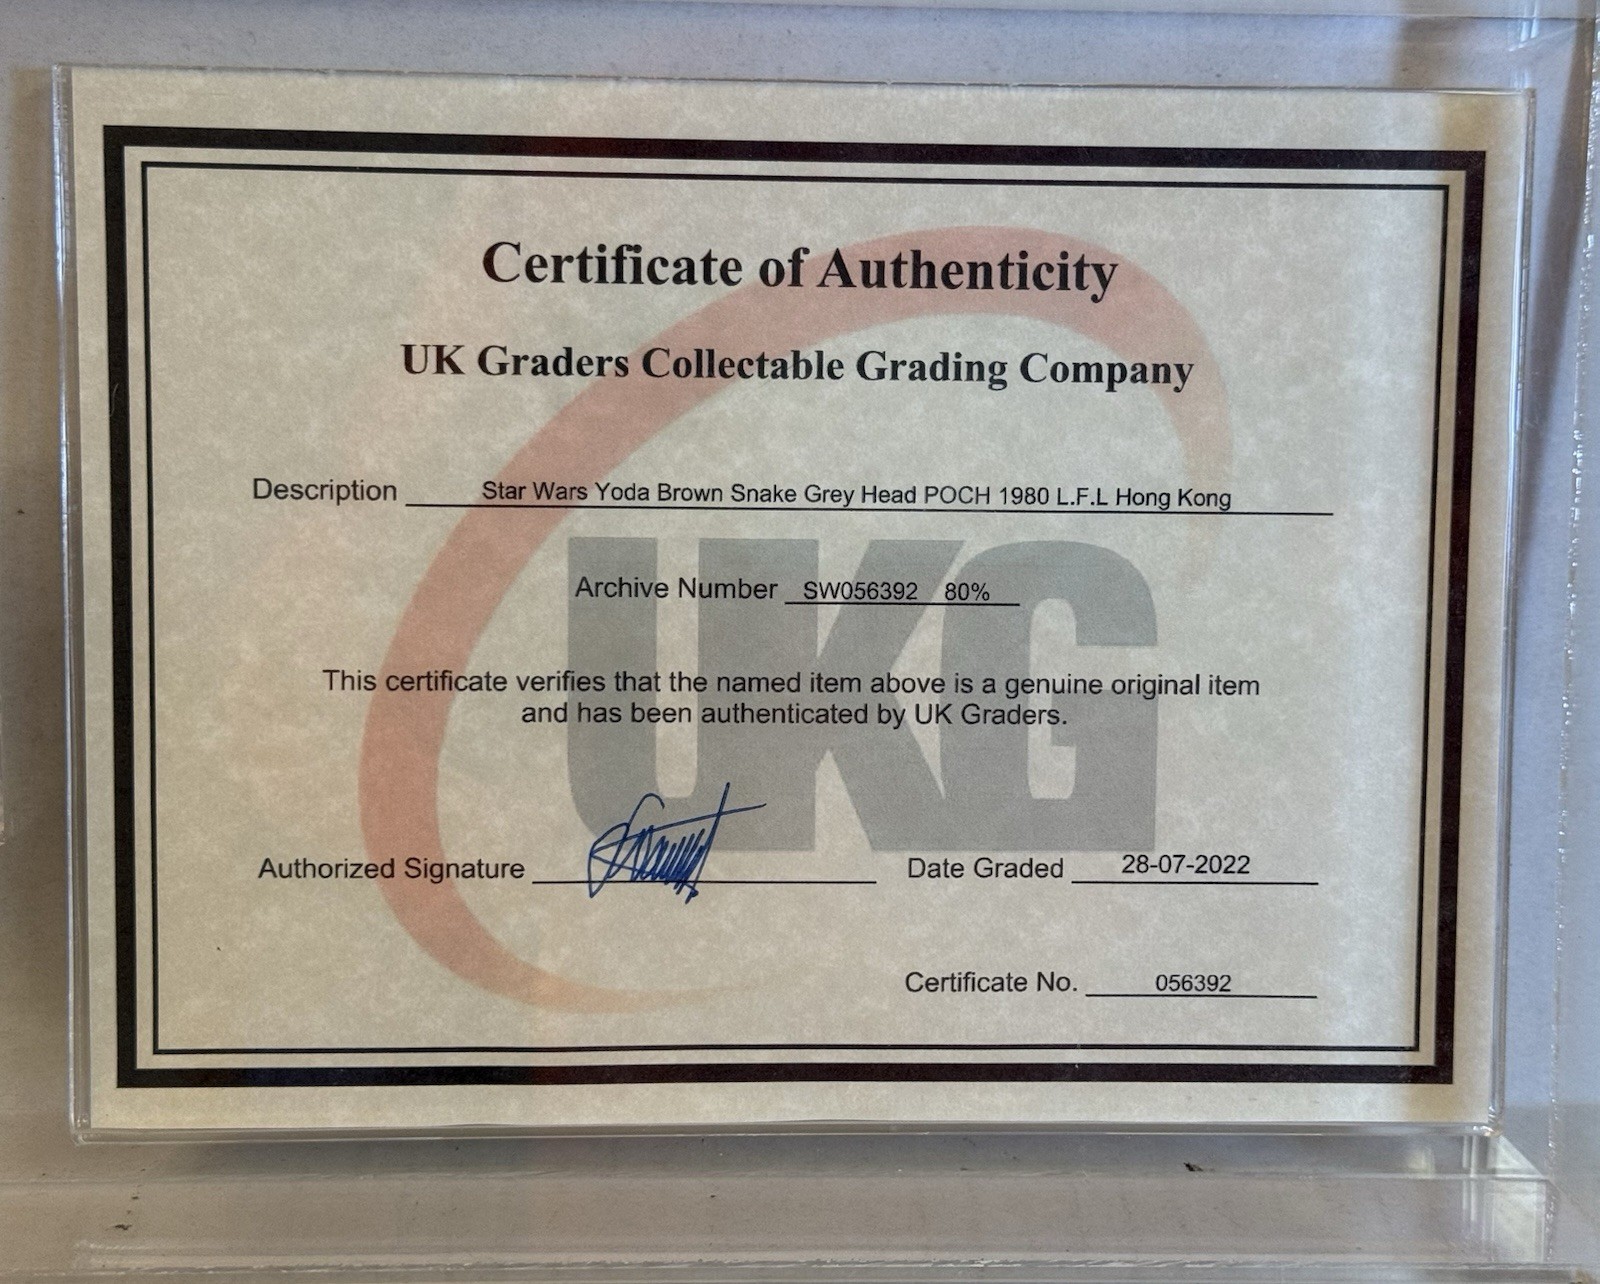 Certificate of Authenticity
UK Graders Collectable Grading Company
Description Star Wars Yoda Brown Snake Grey Head POCH 1980 L.F.L Hong Kong
Archive Number SW056392 80%
This certificate verifies that the named item above is a genuine original item
and has been authenticated by UK Graders.
UKG
Authorized Signature Date Graded 28-07-2022
Certificate No. 056392